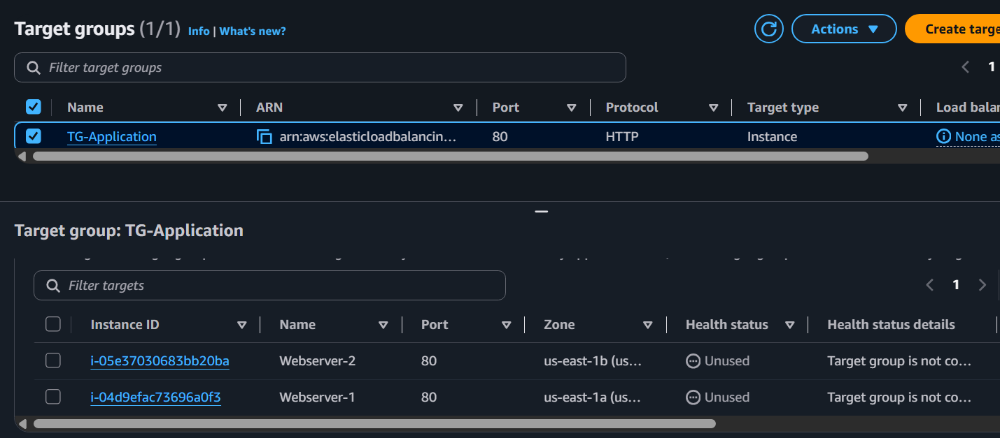 Target groups (1/1) Info | What's new?
Actions
Create targe
Filter target groups
1
Name ARN Port Protocol Target type Load balan
TG-Application arn:aws:elasticloadbalancin... 80 HTTP Instance None as
Target group: TG-Application
Filter targets
1
Instance ID Name Port Zone Health status Health status details
i-05e37030683bb20ba Webserver-2 80 us-east-1b (us... Unused Target group is not co...
i-04d9efac73696a0f3 Webserver-1 80 us-east-1a (us... Unused Target group is not co...